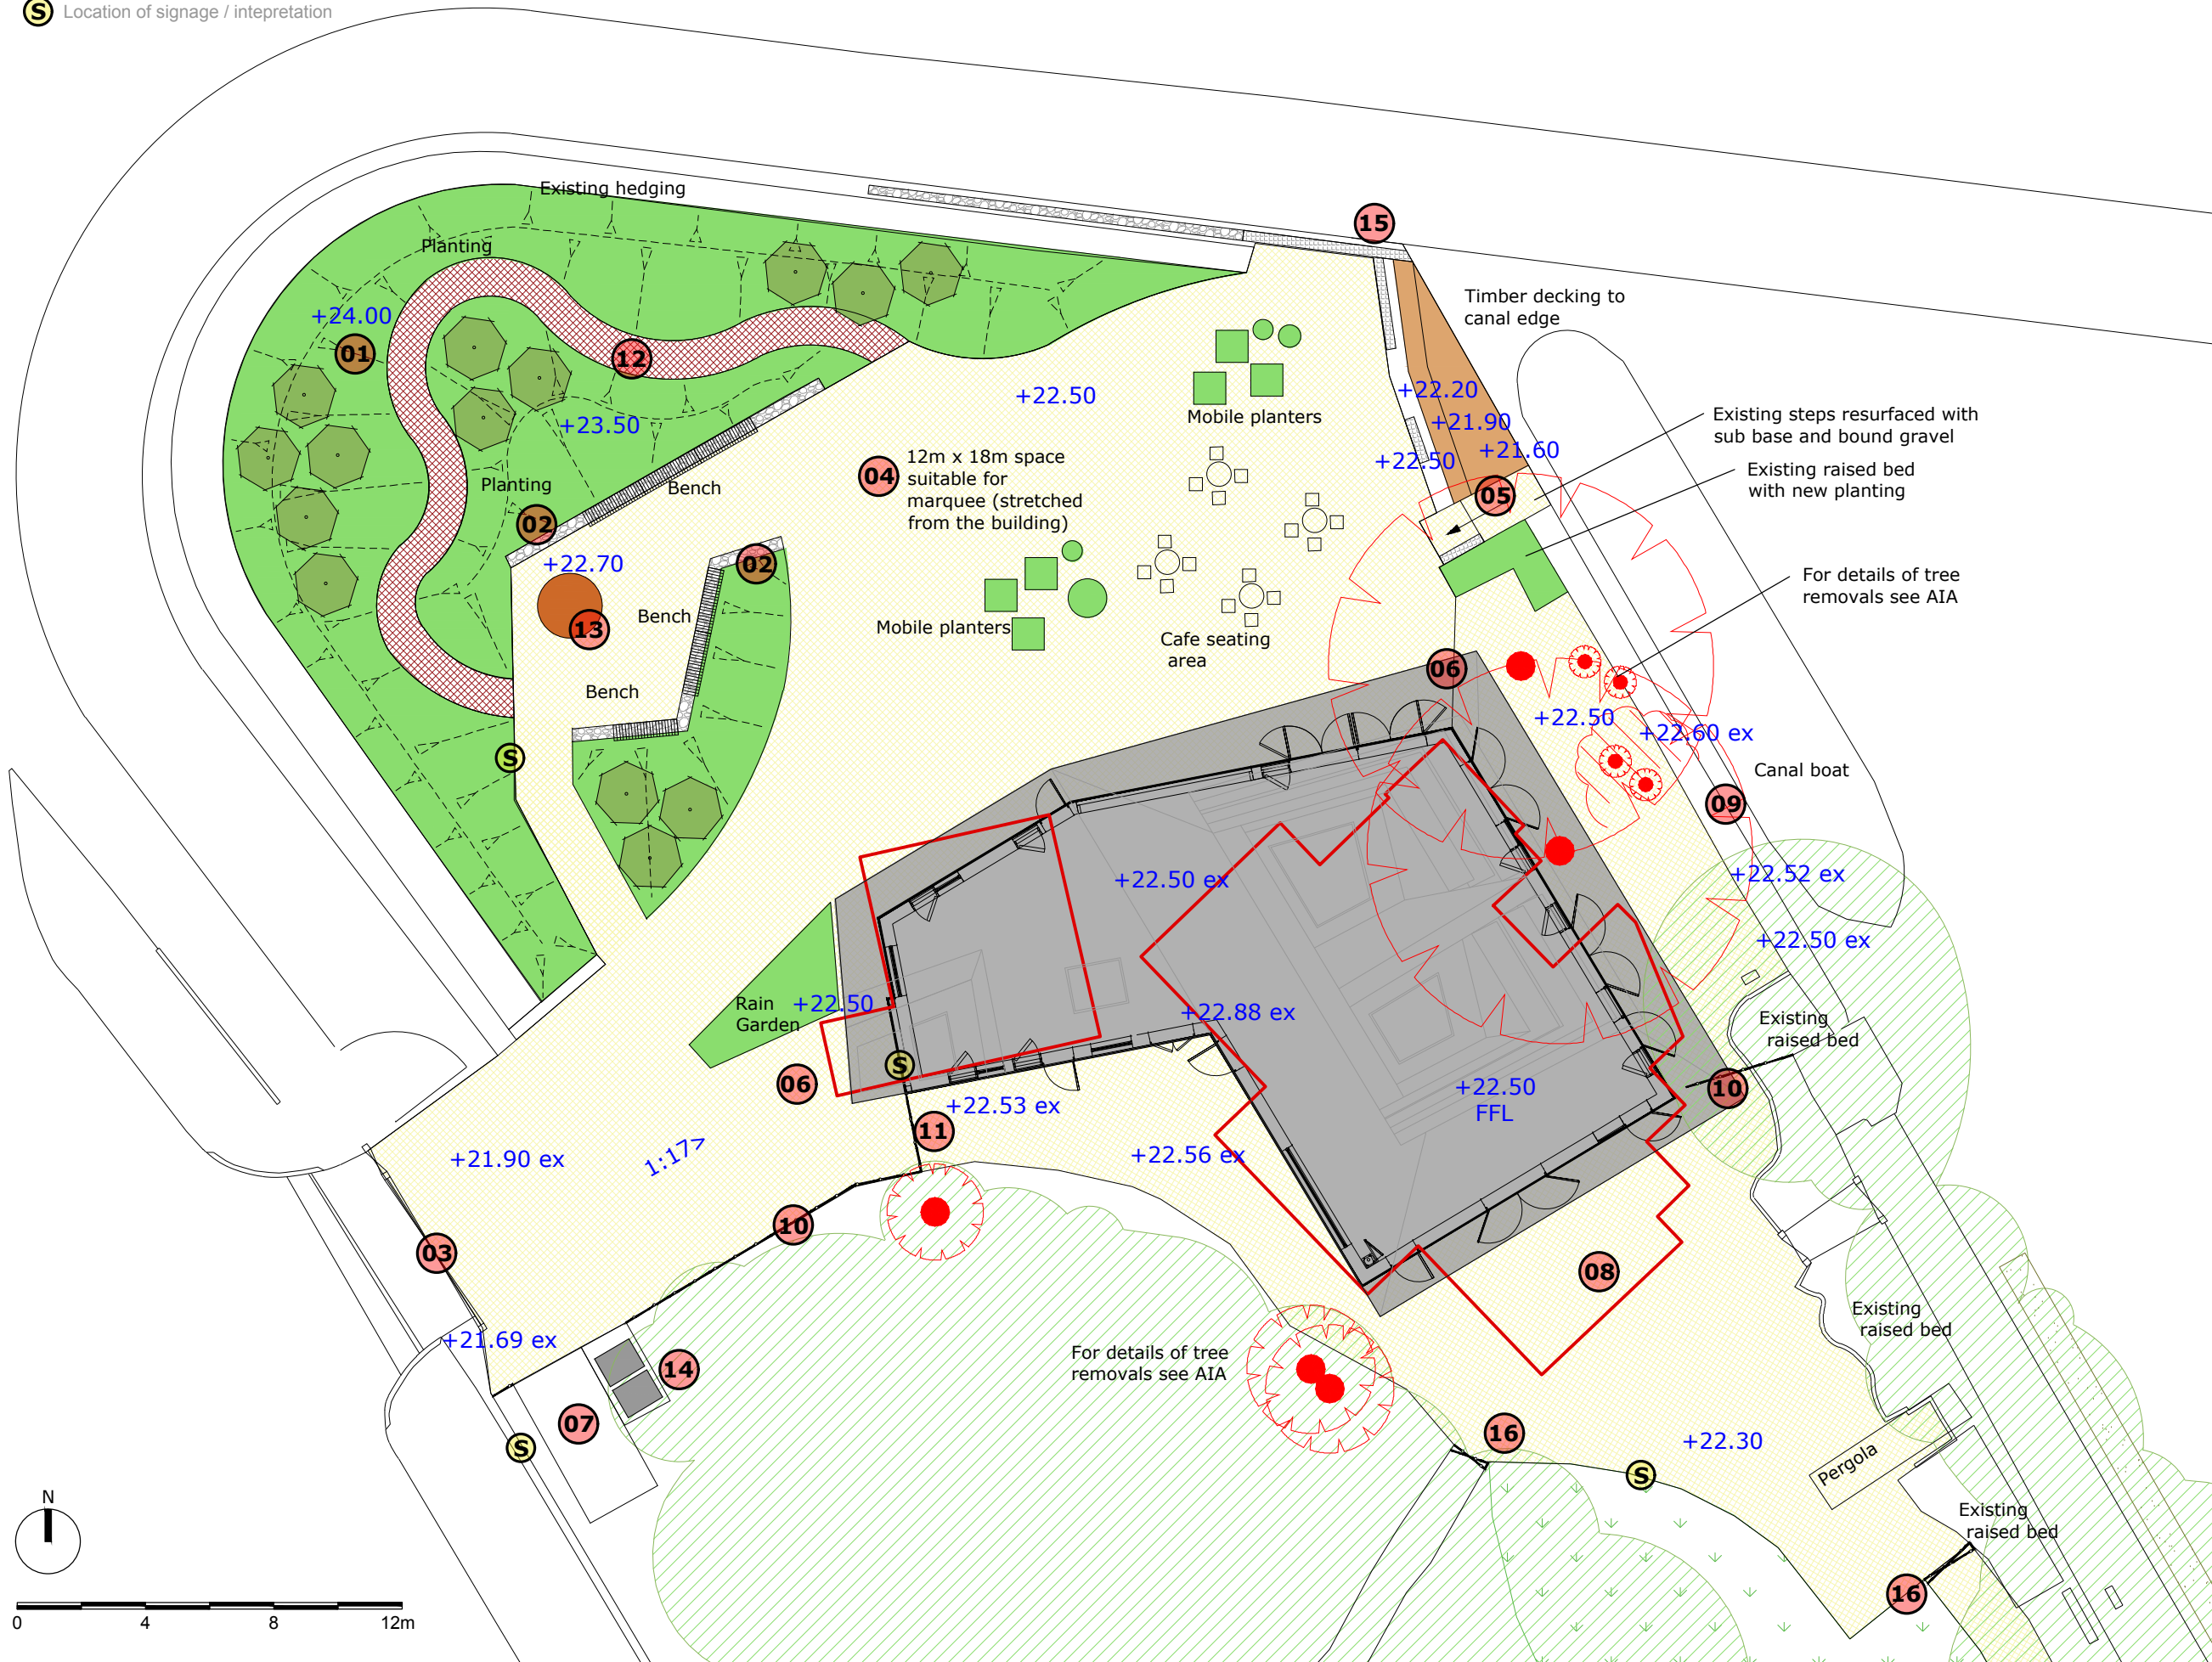 S Location of signage / intepretation
Existing hedging
15
Planting
Timber decking to
canal edge
+24.00
01
12
+22.50
Mobile planters
+22.20
+21.90
+21.60
+22.50
Existing steps resurfaced with
sub base and bound gravel
+23.50
04
12m x 18m space
suitable for
marquee (stretched
from the building)
Existing raised bed
with new planting
Planting
Bench
05
02
+22.70
02
For details of tree
removals see AIA
13
Bench
Mobile planters
Cafe seating
area
06
Bench
+22.50
+22.60 ex
S
Canal boat
09
+22.50 ex
+22.52 ex
+22.50 ex
Rain
Garden
+22.50
+22.88 ex
Existing
raised bed
S
06
+22.53 ex
+22.50
FFL
10
11
+22.56 ex
+21.90 ex
1:17>
10
03
08
+21.69 ex
Existing
raised bed
For details of tree
removals see AIA
14
07
S
16
+22.30
Pergola
S
N
Existing
raised bed
16
0 4 8 12m